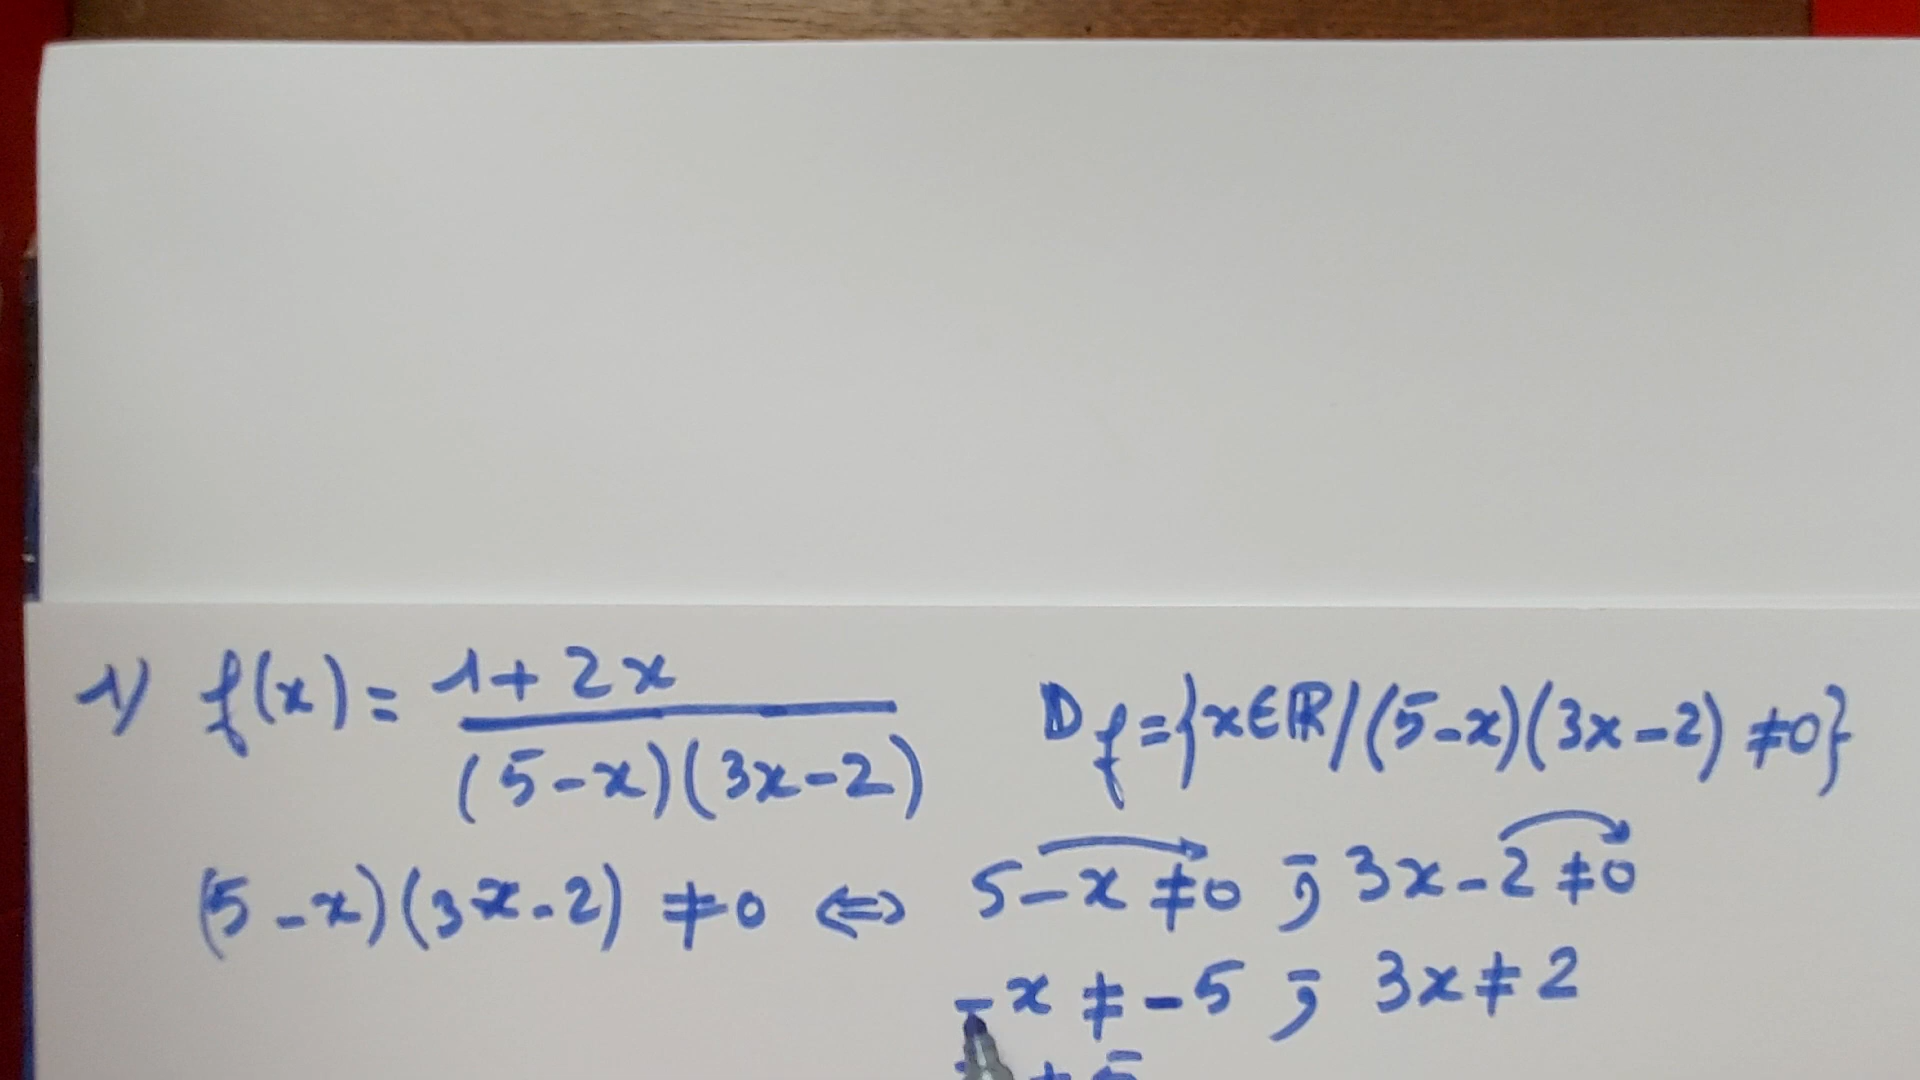 1) f(x) = 1+2x / (5-x)(3x-2) Df={x∈ℝ/(5-x)(3x-2) ≠0}
(5-x)(3x-2) ≠0 ⇔ 5-x ≠0 ; 3x-2 ≠0
-x ≠ -5 ; 3x ≠ 2